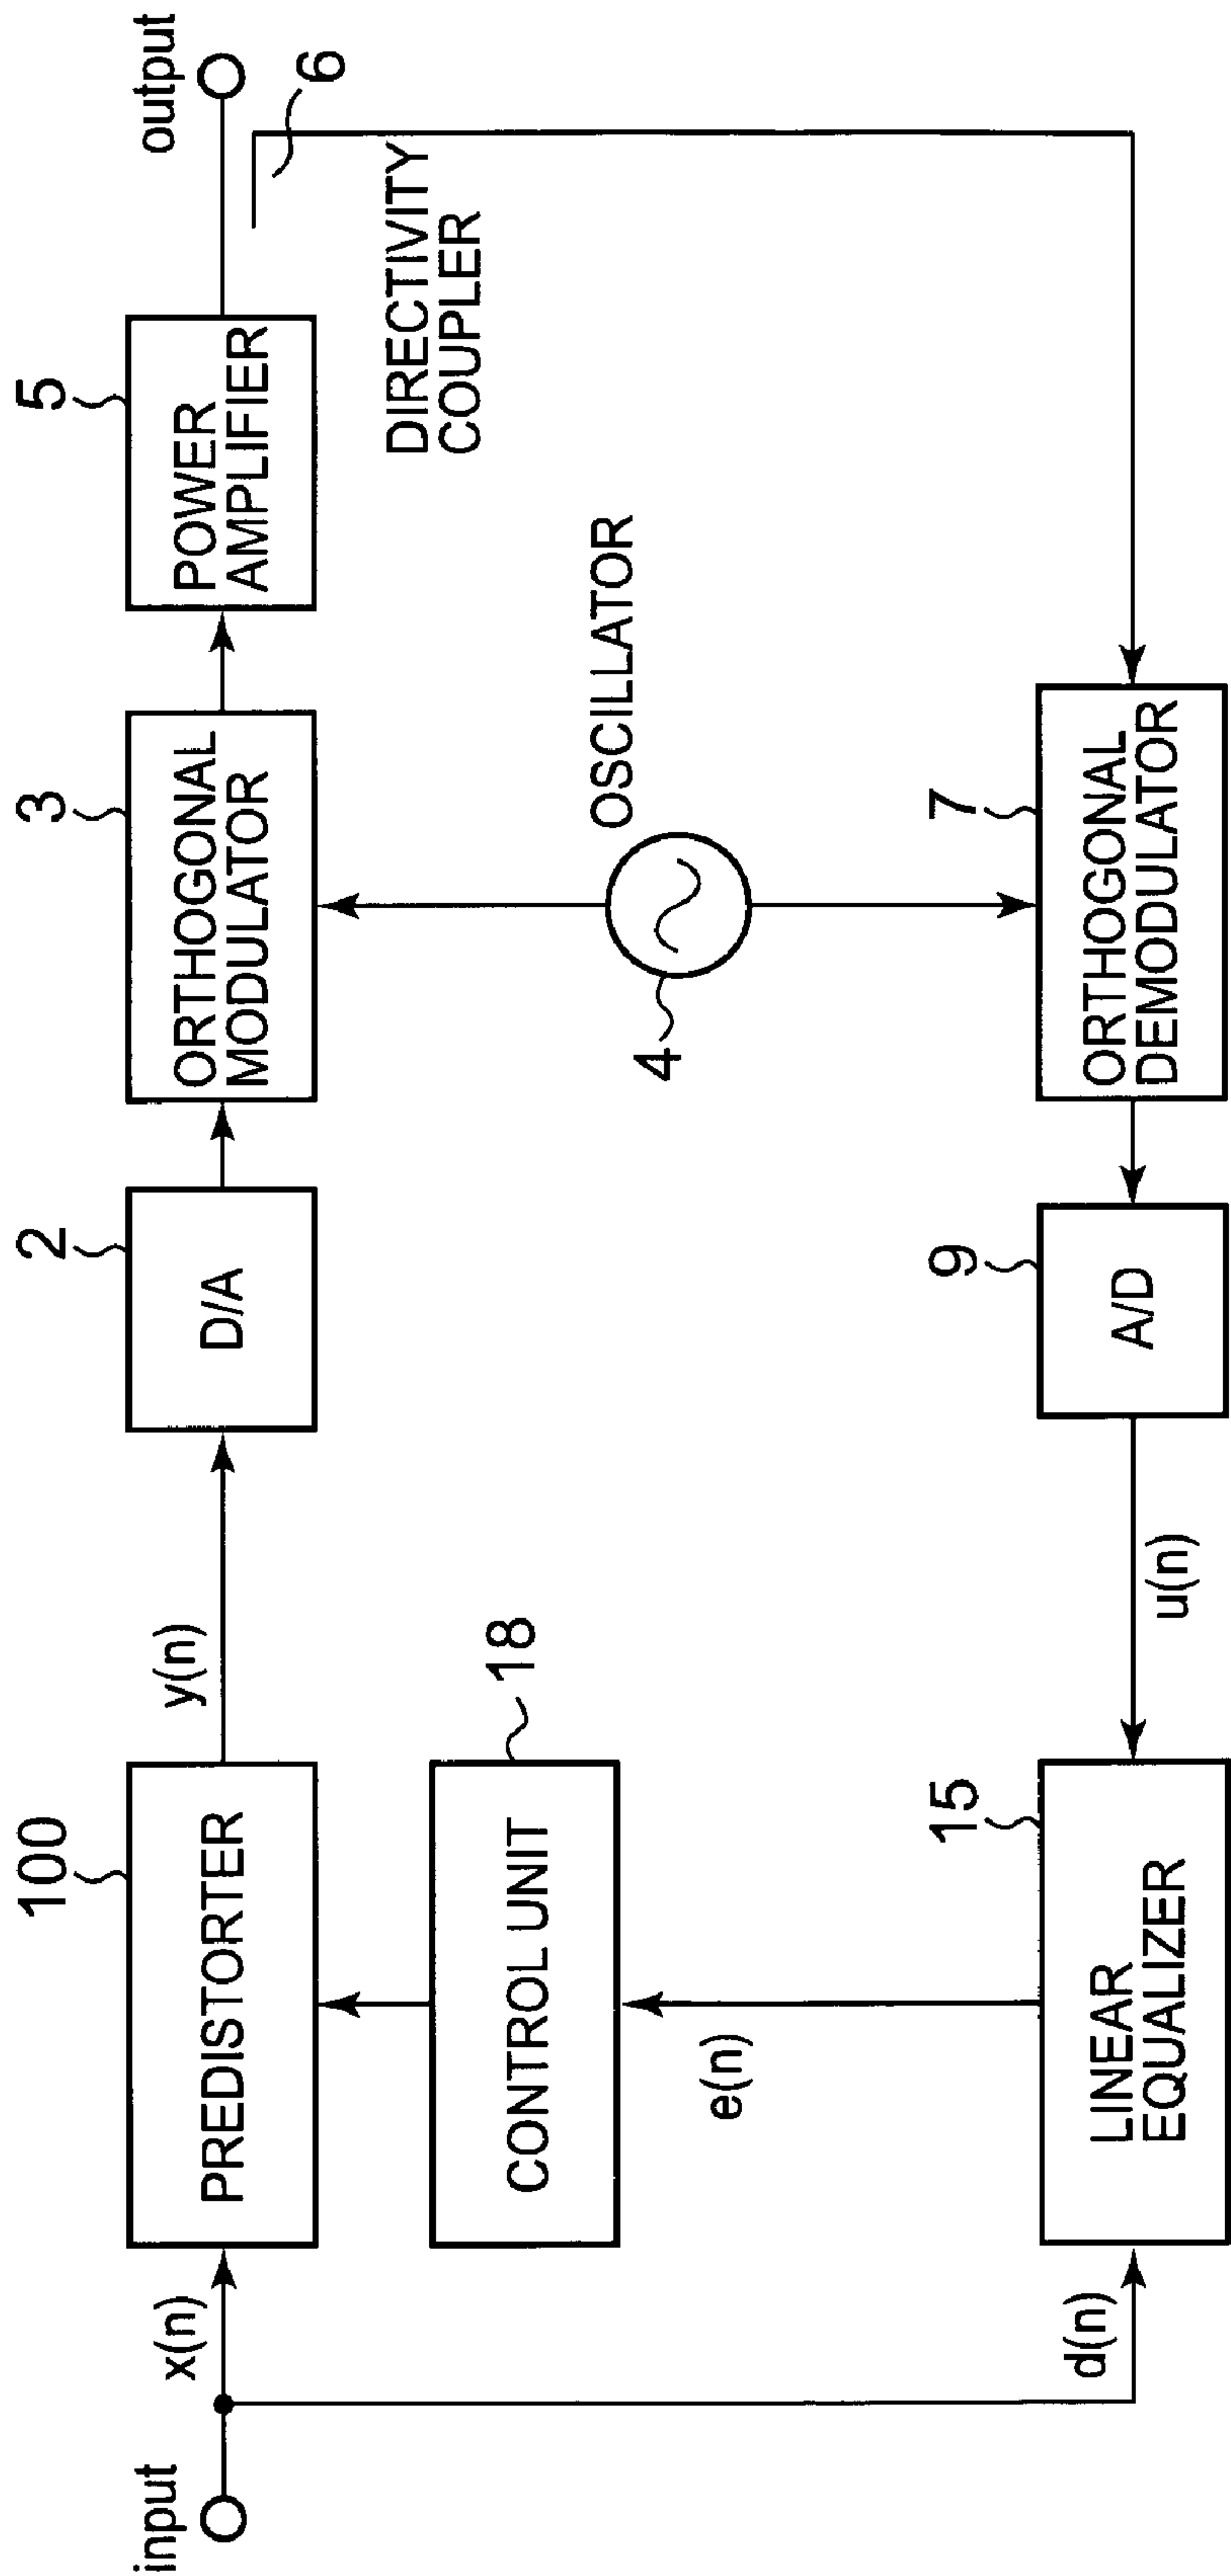 input
x(n)
100
PREDISTORTER
y(n)
2
D/A
3
ORTHOGONAL
MODULATOR
5
POWER
AMPLIFIER
output
6
DIRECTIVITY
COUPLER
18
CONTROL UNIT
4
OSCILLATOR
e(n)
d(n)
15
LINEAR
EQUALIZER
u(n)
9
A/D
7
ORTHOGONAL
DEMODULATOR